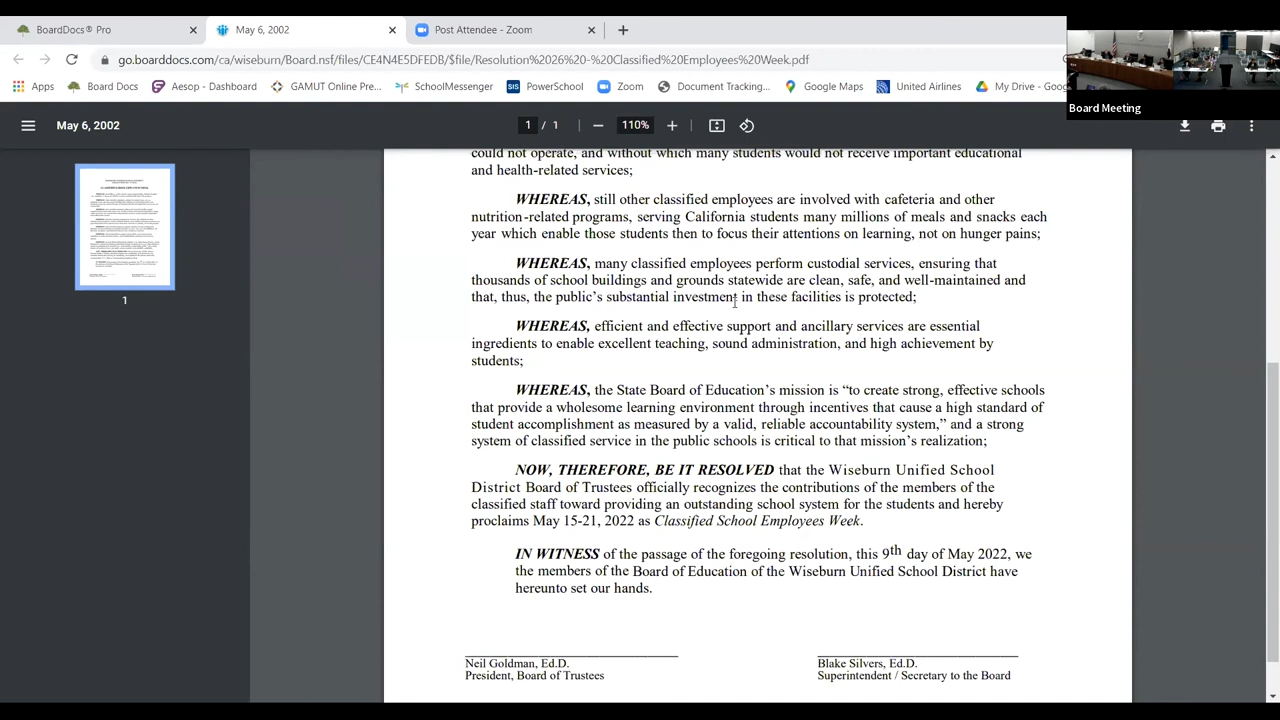 BoardDocs® Pro
May 6, 2002
Post Attendee - Zoom
go.boarddocs.com/ca/wiseburn/Board.nsf/files/CE4N4E5DFFDB/$file/Resolution%20#6%20-%20Classified%20Employees%20Week.pdf
Apps
Board Docs
Aesop - Dashboard
GAMUT Online Pre...
SchoolMessenger
SIS
PowerSchool
Zoom
Document Tracking...
Google Maps
United Airlines
My Drive - Goog
Board Meeting
May 6, 2002
1 / 1
110%
1
could not operate, and without which many students would not receive important educational
and health-related services;
WHEREAS, still other classified employees are involved with cafeteria and other
nutrition-related programs, serving California students many millions of meals and snacks each
year which enable those students then to focus their attentions on learning, not on hunger pains;
WHEREAS, many classified employees perform custodial services, ensuring that
thousands of school buildings and grounds statewide are clean, safe, and well-maintained and
that, thus, the public's substantial investment in these facilities is protected;
WHEREAS, efficient and effective support and ancillary services are essential
ingredients to enable excellent teaching, sound administration, and high achievement by
students;
WHEREAS, the State Board of Education's mission is “to create strong, effective schools
that provide a wholesome learning environment through incentives that cause a high standard of
student accomplishment as measured by a valid, reliable accountability system,” and a strong
system of classified service in the public schools is critical to that mission's realization;
NOW, THEREFORE, BE IT RESOLVED that the Wiseburn Unified School
District Board of Trustees officially recognizes the contributions of the members of the
classified staff toward providing an outstanding school system for the students and hereby
proclaims May 15-21, 2022 as Classified School Employees Week.
IN WITNESS of the passage of the foregoing resolution, this 9th day of May 2022, we
the members of the Board of Education of the Wiseburn Unified School District have
hereunto set our hands.
Neil Goldman, Ed.D.
President, Board of Trustees
Blake Silvers, Ed.D.
Superintendent / Secretary to the Board